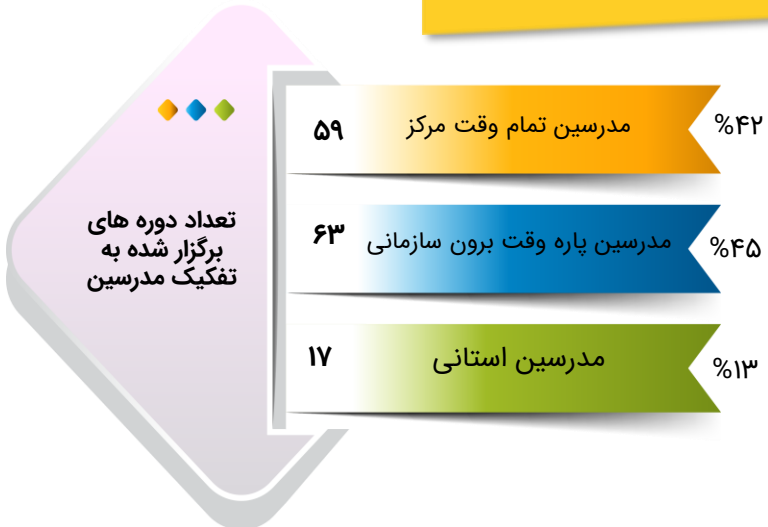 تعداد دوره های
برگزار شده به
تفکیک مدرسین
%۴۲ مدرسین تمام وقت مرکز ۵۹
%۴۵ مدرسین پاره وقت برون سازمانی ۶۳
%۱۳ مدرسین استانی ۱۷